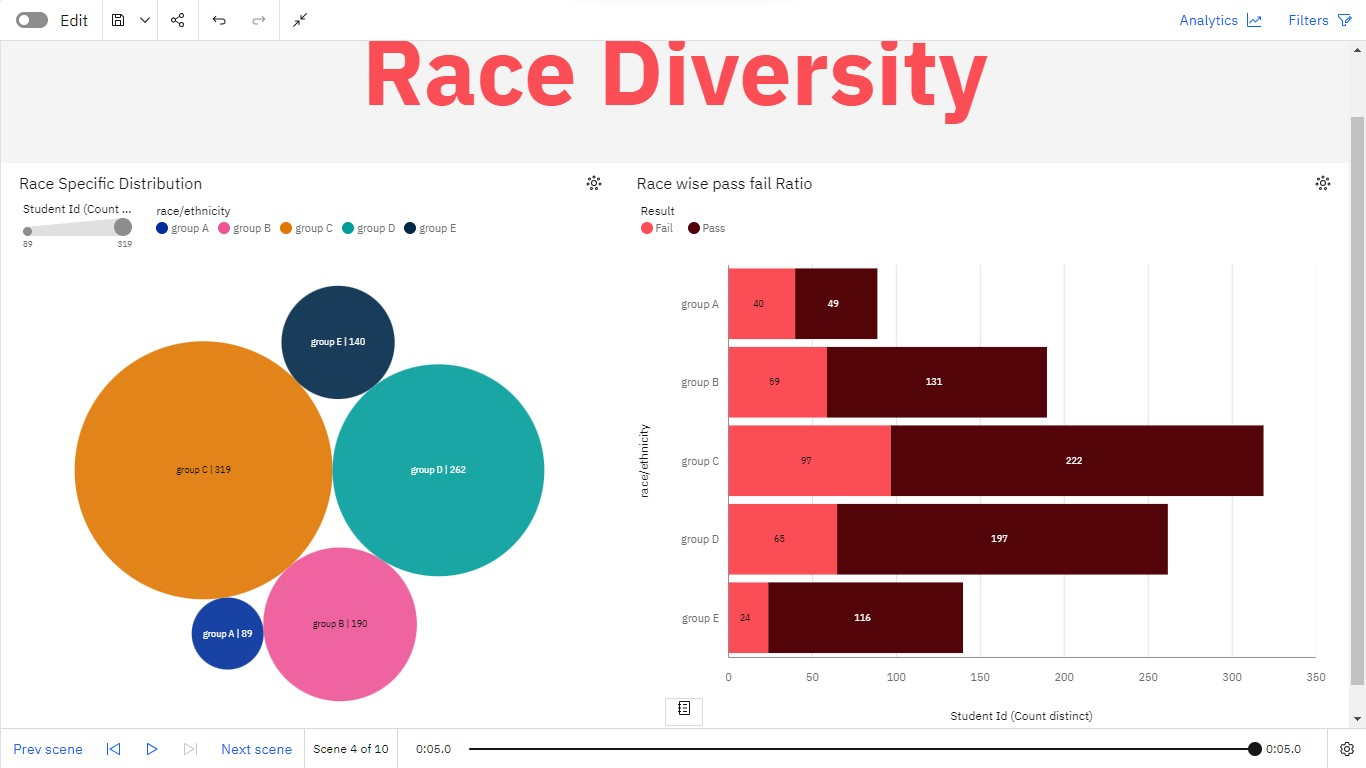 Edit
Analytics
Filters
Race Diversity
Race Specific Distribution
Student Id (Count ...
89
319
race/ethnicity
group A
group B
group C
group D
group E
group E | 140
group C | 319
group D | 262
group B | 190
group A | 89
Race wise pass fail Ratio
Result
Fail
Pass
race/ethnicity
group A
40
49
group B
59
131
group C
97
222
group D
65
197
group E
24
116
0
50
100
150
200
250
300
350
Student Id (Count distinct)
Prev scene
Next scene
Scene 4 of 10
0:05.0
0:05.0